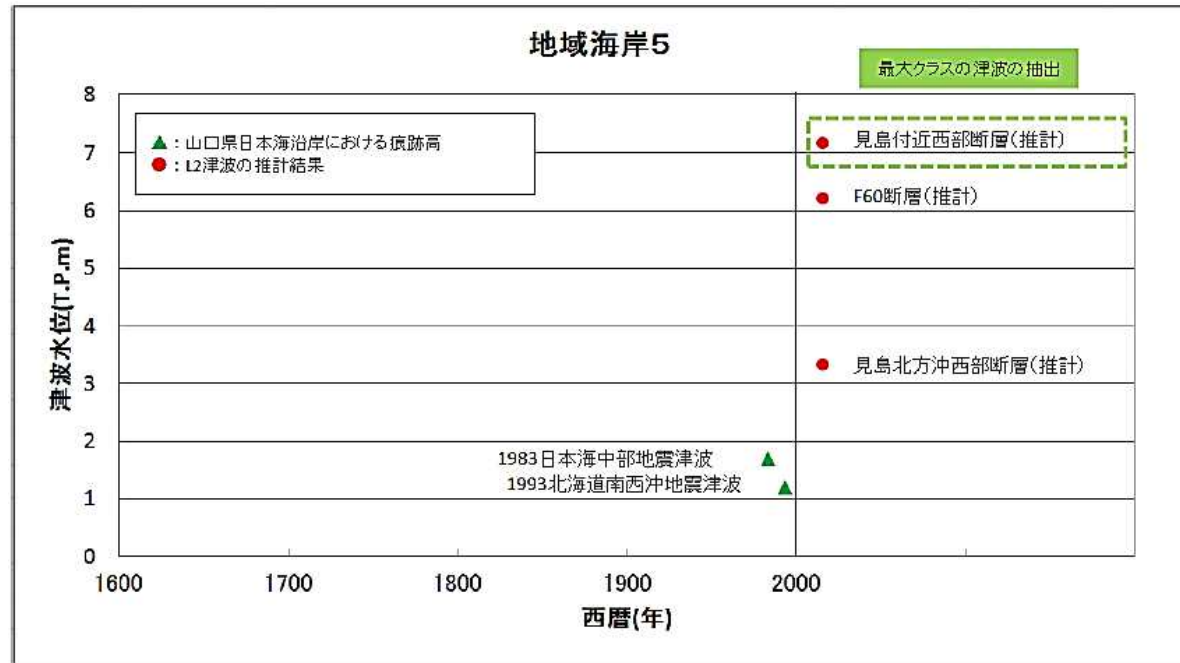 地域海岸5
最大クラスの津波の抽出
▲:山口県日本海沿岸における痕跡高
●:L2津波の推計結果
見島付近西部断層(推計)
F60断層(推計)
見島北方沖西部断層(推計)
1983日本海中部地震津波
1993北海道南西沖地震津波
津波水位(T.P.m)
8
7
6
5
4
3
2
1
0
1600 1700 1800 1900 2000
西暦(年)